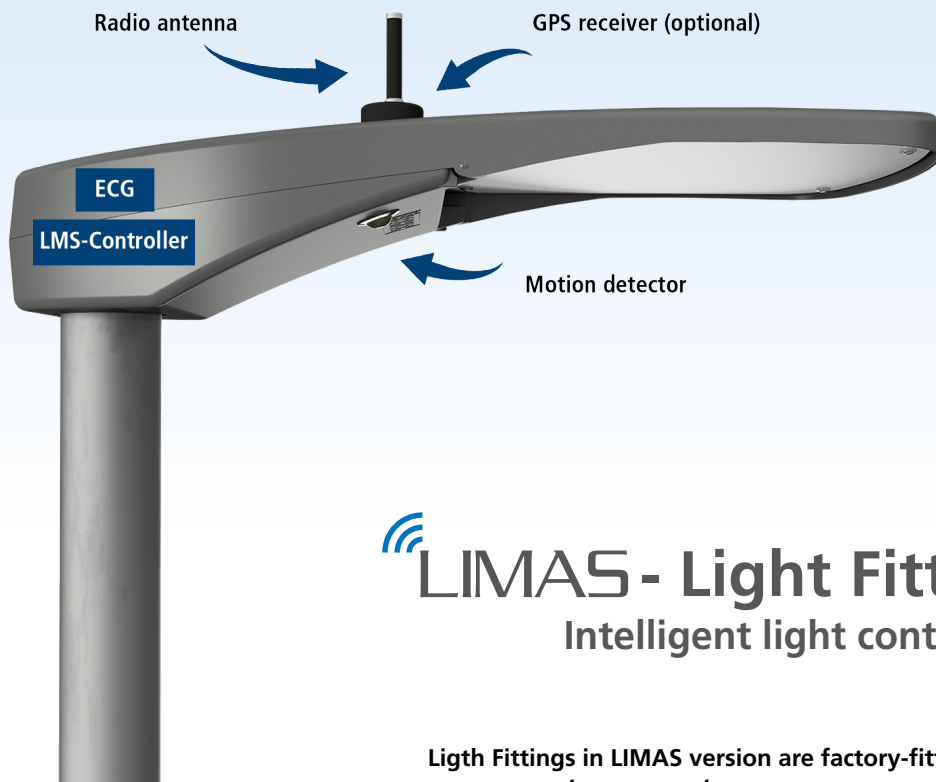 Radio antenna
GPS receiver (optional)
ECG
LMS-Controller
Motion detector
LIMAS - Light Fitt
Intelligent light cont
Ligth Fittings in LIMAS version are factory-fitt